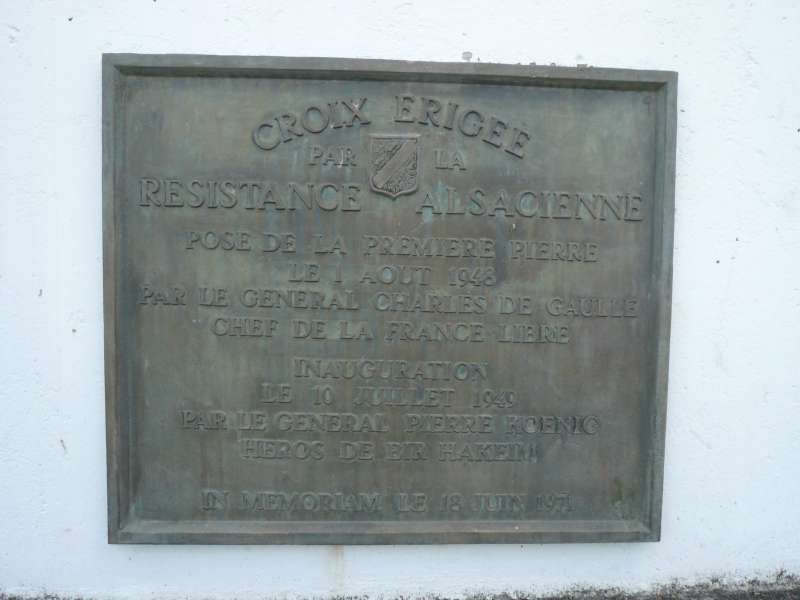 CROIX ERIGEE
PAR LA
RESISTANCE ALSACIENNE
POSE DE LA PREMIERE PIERRE
LE 1 AOUT 1948
PAR LE GENERAL CHARLES DE GAULLE
CHEF DE LA FRANCE LIBRE
INAUGURATION
LE 10 JUILLET 1949
PAR LE GENERAL PIERRE KOENIG
HEROS DE BIR HAKEIM
IN MEMORIAM LE 18 JUIN 1971